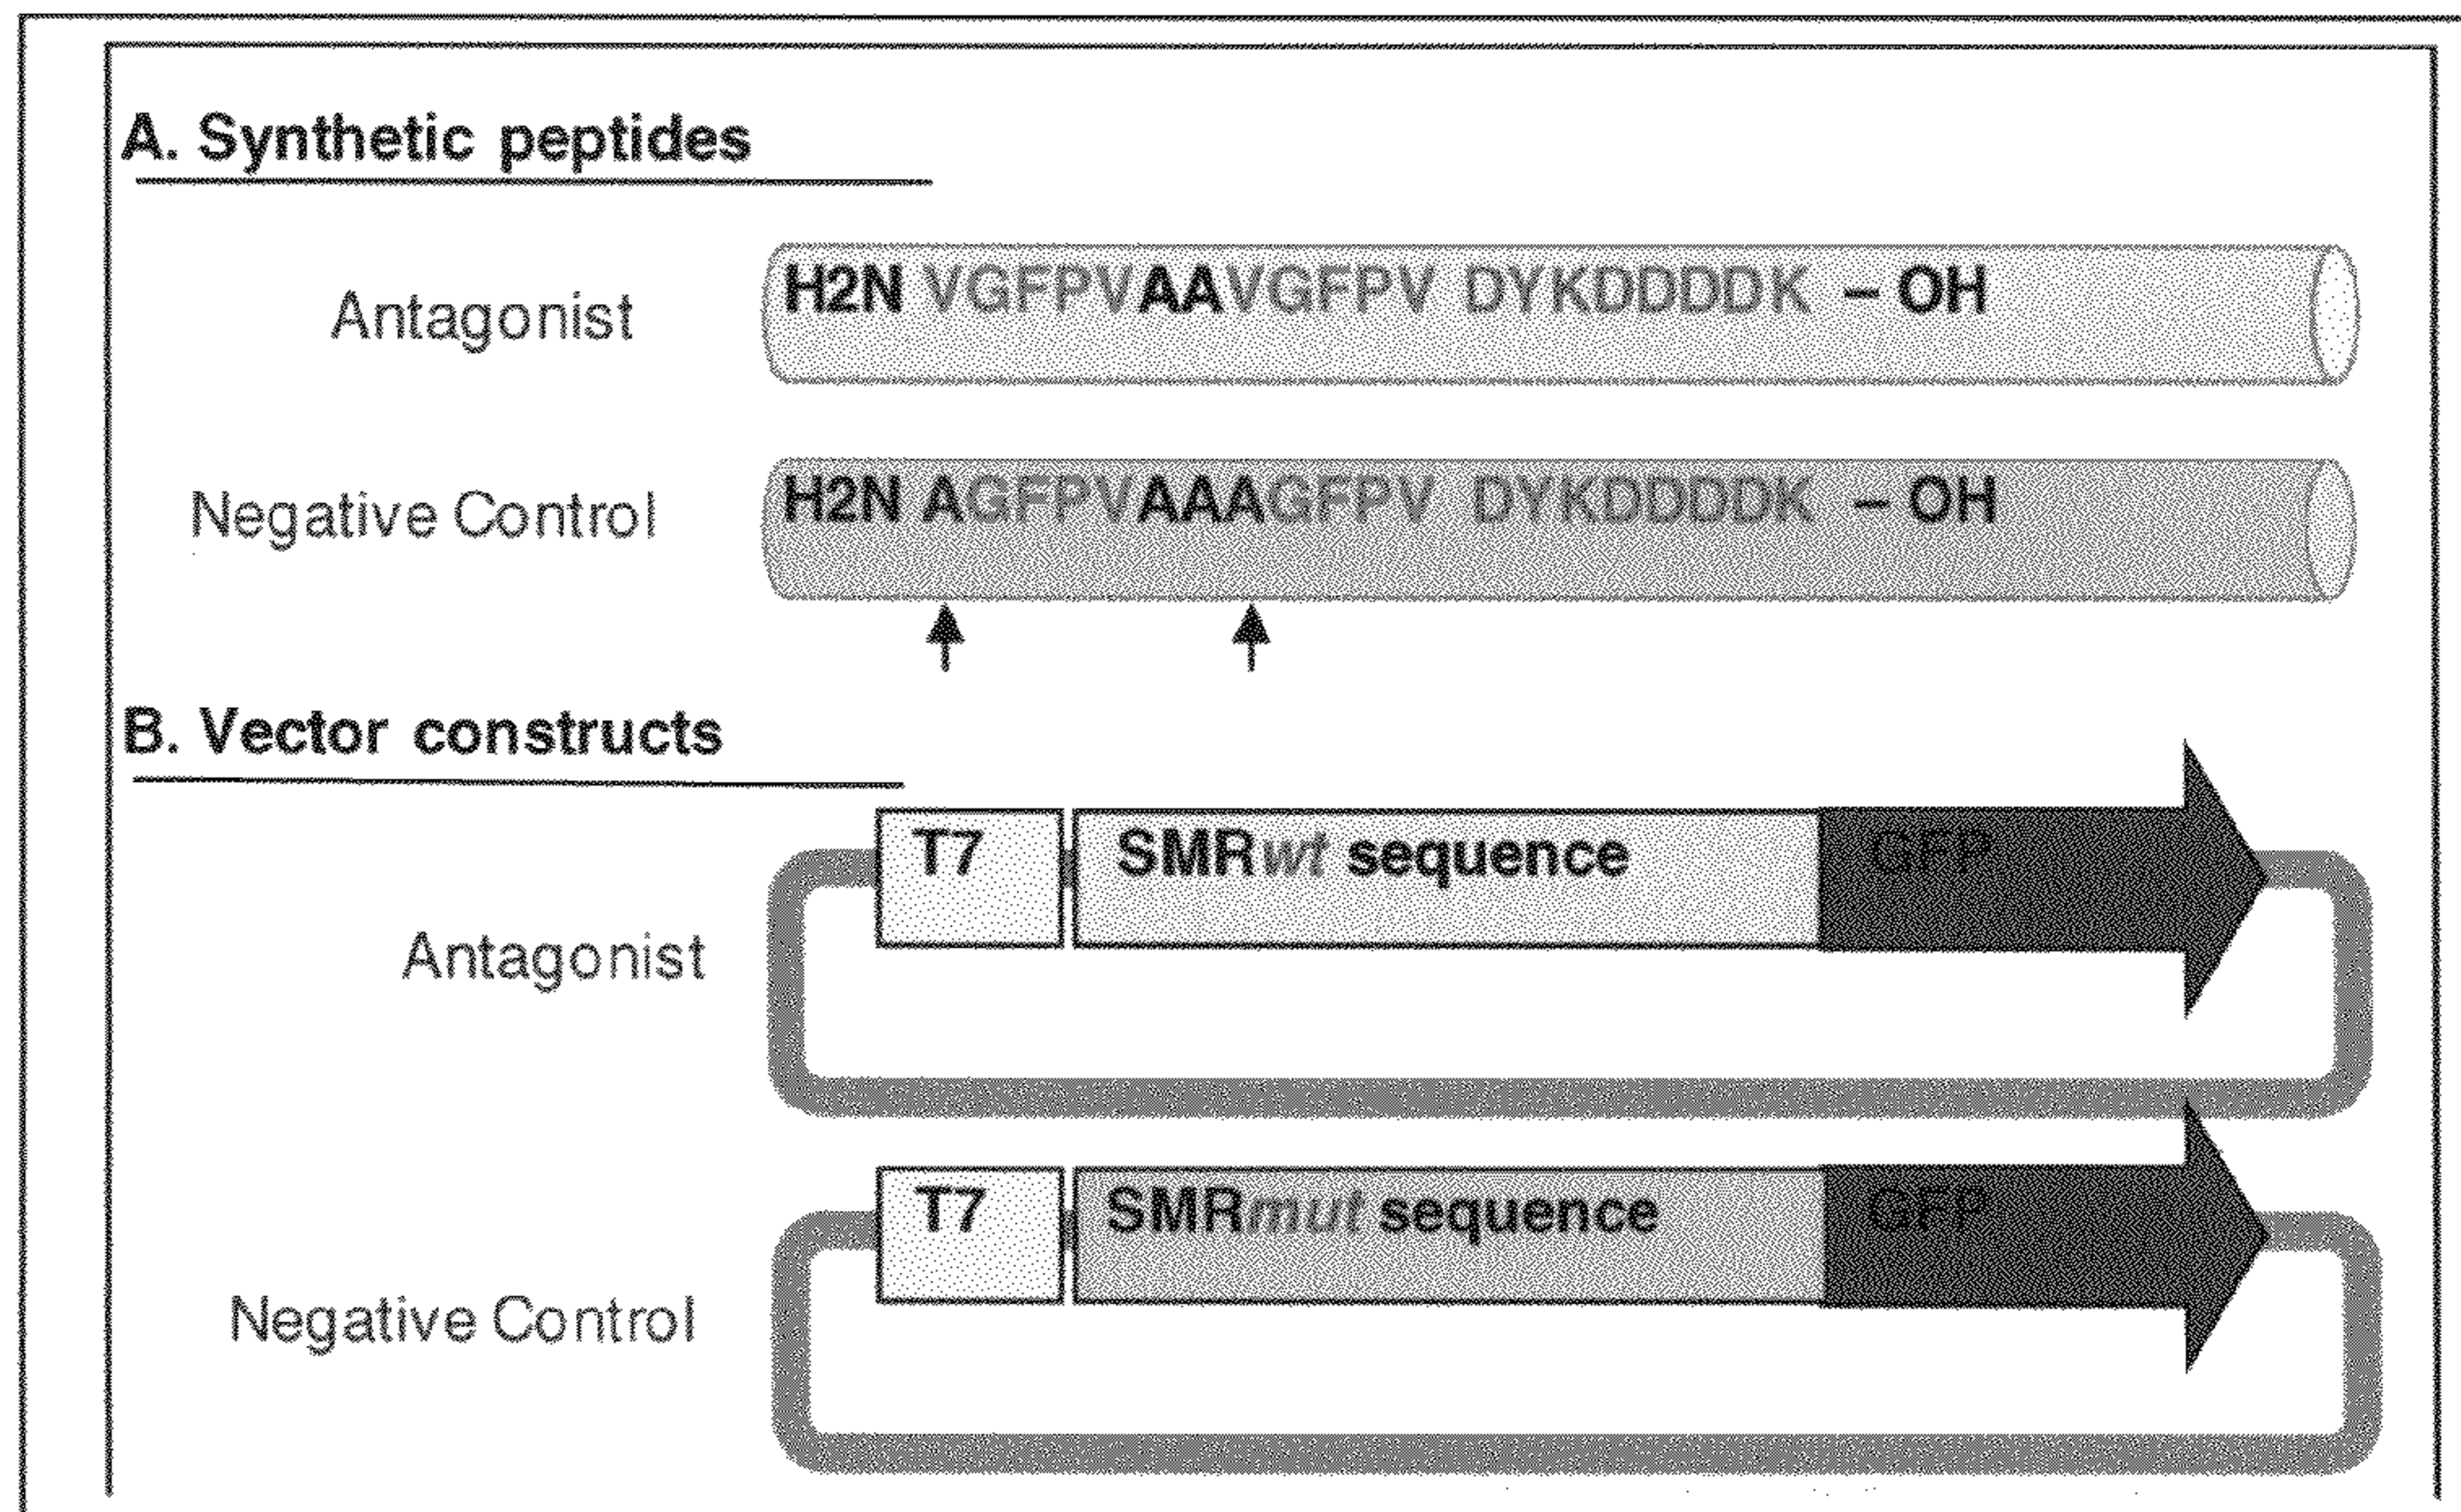 A. Synthetic peptides
Antagonist
H2N VGFPVAAVGFPV DYKDDDDK – OH
Negative Control
H2N AGFPVAAAGFPV DYKDDDDK – OH
B. Vector constructs
T7 SMRwt sequence GFP
Antagonist
T7 SMRmut sequence GFP
Negative Control